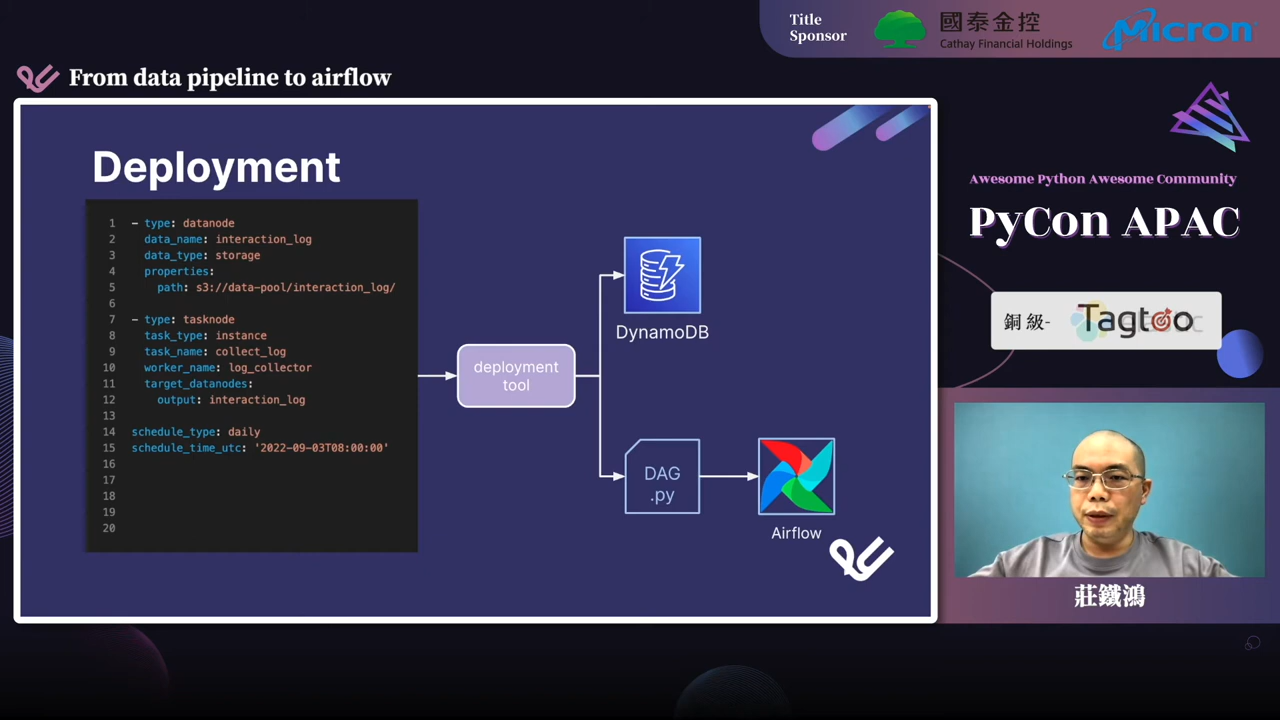 Title
Sponsor
國泰金控
Cathay Financial Holdings
Micron
From data pipeline to airflow
Deployment
1 - type: datanode
2 data_name: interaction_log
3 data_type: storage
4 properties:
5 path: s3://data-pool/interaction_log/
6
7 - type: tasknode
8 task_type: instance
9 task_name: collect_log
10 worker_name: log_collector
11 target_datanodes:
12 output: interaction_log
13
14 schedule_type: daily
15 schedule_time_utc: '2022-09-03T08:00:00'
16
17
18
19
20
deployment
tool
DynamoDB
DAG
.py
Airflow
Awesome Python Awesome Community
PyCon APAC
銅級- Tagtoo
莊鐵鴻